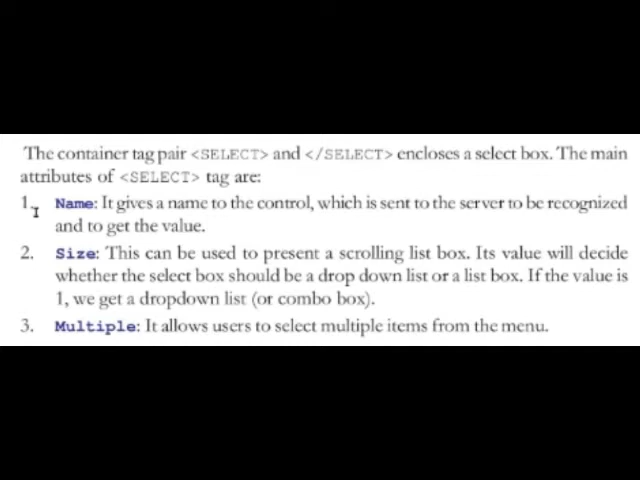 The container tag pair <SELECT> and </SELECT> encloses a select box. The main
attributes of <SELECT> tag are:
1. Name: It gives a name to the control, which is sent to the server to be recognized
and to get the value.
2. Size: This can be used to present a scrolling list box. Its value will decide
whether the select box should be a drop down list or a list box. If the value is
1, we get a dropdown list (or combo box).
3. Multiple: It allows users to select multiple items from the menu.